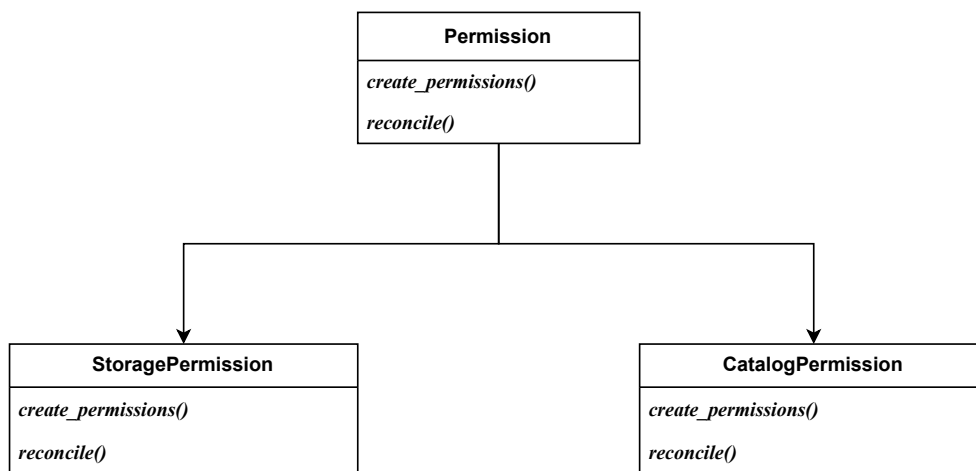 Permission
create_permissions()
reconcile()
StoragePermission
create_permissions()
reconcile()
CatalogPermission
create_permissions()
reconcile()